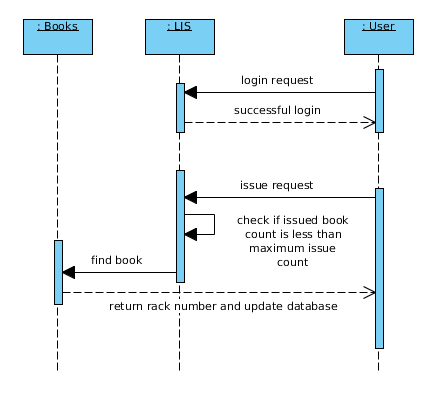 : Books
: LIS
: User
login request
successful login
issue request
check if issued book
count is less than
maximum issue
count
find book
return rack number and update database